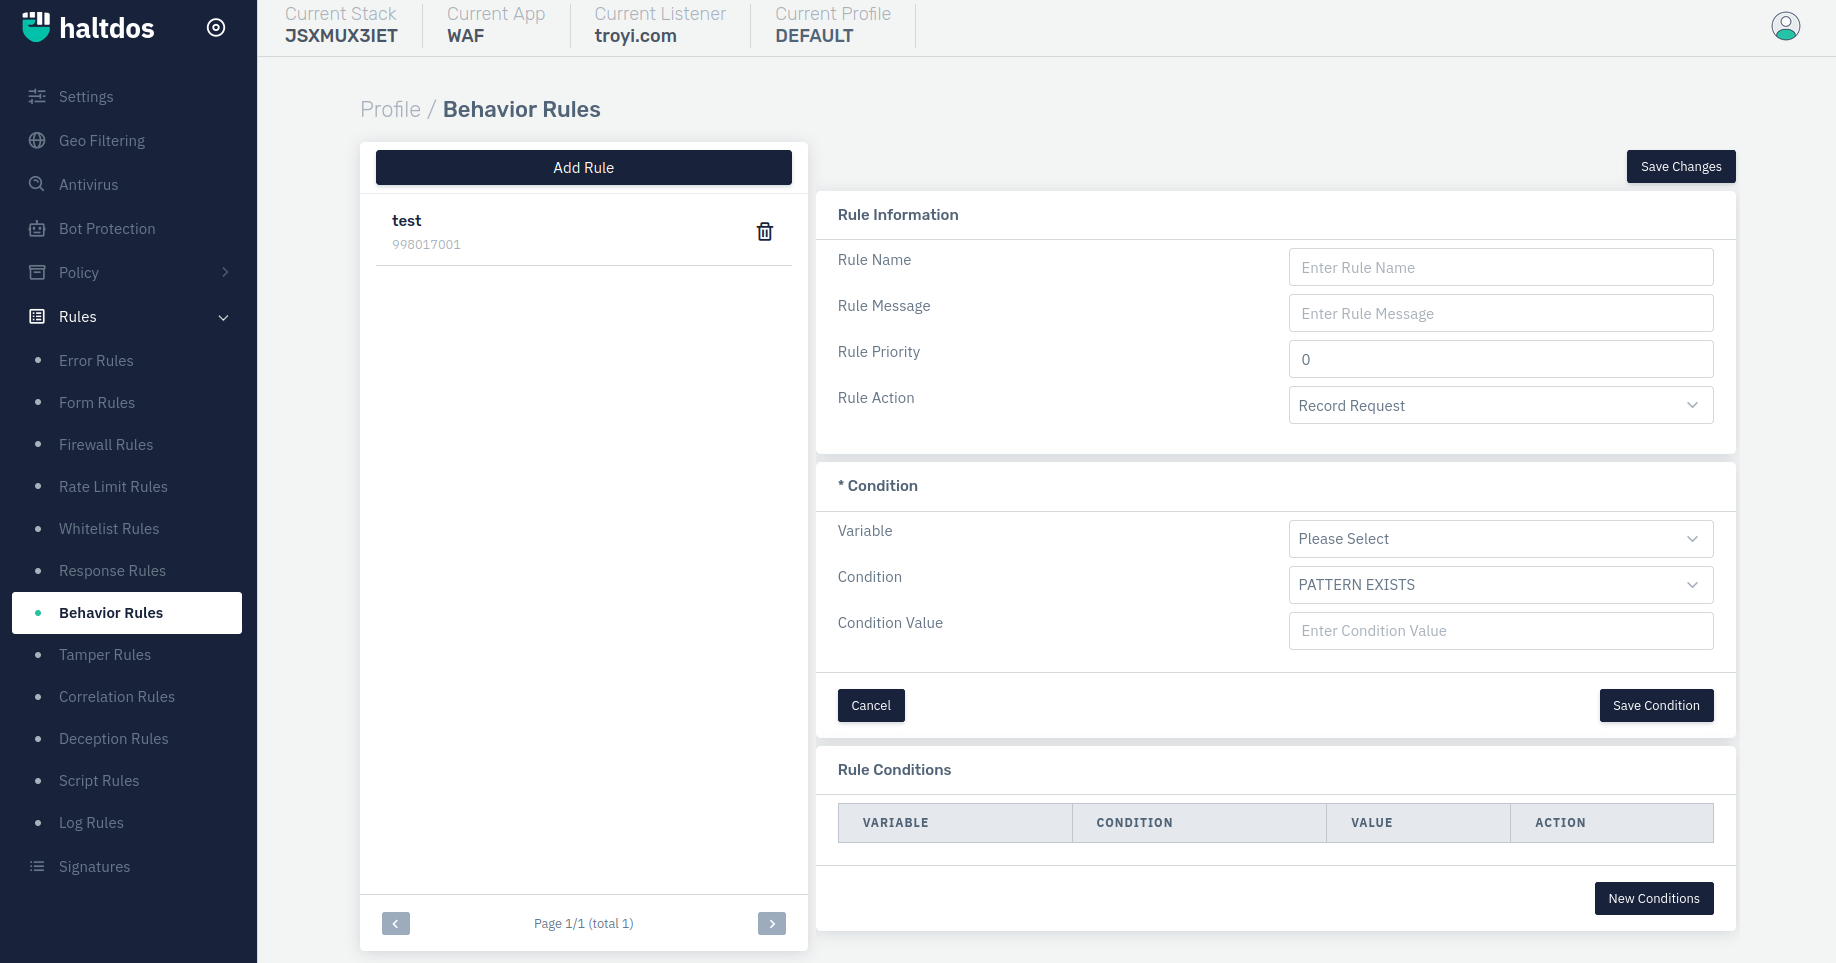 haltdos
Current Stack
JSXMUX3IET
Current App
WAF
Current Listener
troyi.com
Current Profile
DEFAULT
Settings
Geo Filtering
Antivirus
Bot Protection
Policy
Rules
Error Rules
Form Rules
Firewall Rules
Rate Limit Rules
Whitelist Rules
Response Rules
Behavior Rules
Tamper Rules
Correlation Rules
Deception Rules
Script Rules
Log Rules
Signatures
Profile / Behavior Rules
Add Rule
test
998017001
Page 1/1 (total 1)
Save Changes
Rule Information
Rule Name
Enter Rule Name
Rule Message
Enter Rule Message
Rule Priority
0
Rule Action
Record Request
* Condition
Variable
Please Select
Condition
PATTERN EXISTS
Condition Value
Enter Condition Value
Cancel
Save Condition
Rule Conditions
VARIABLE CONDITION VALUE ACTION
New Conditions